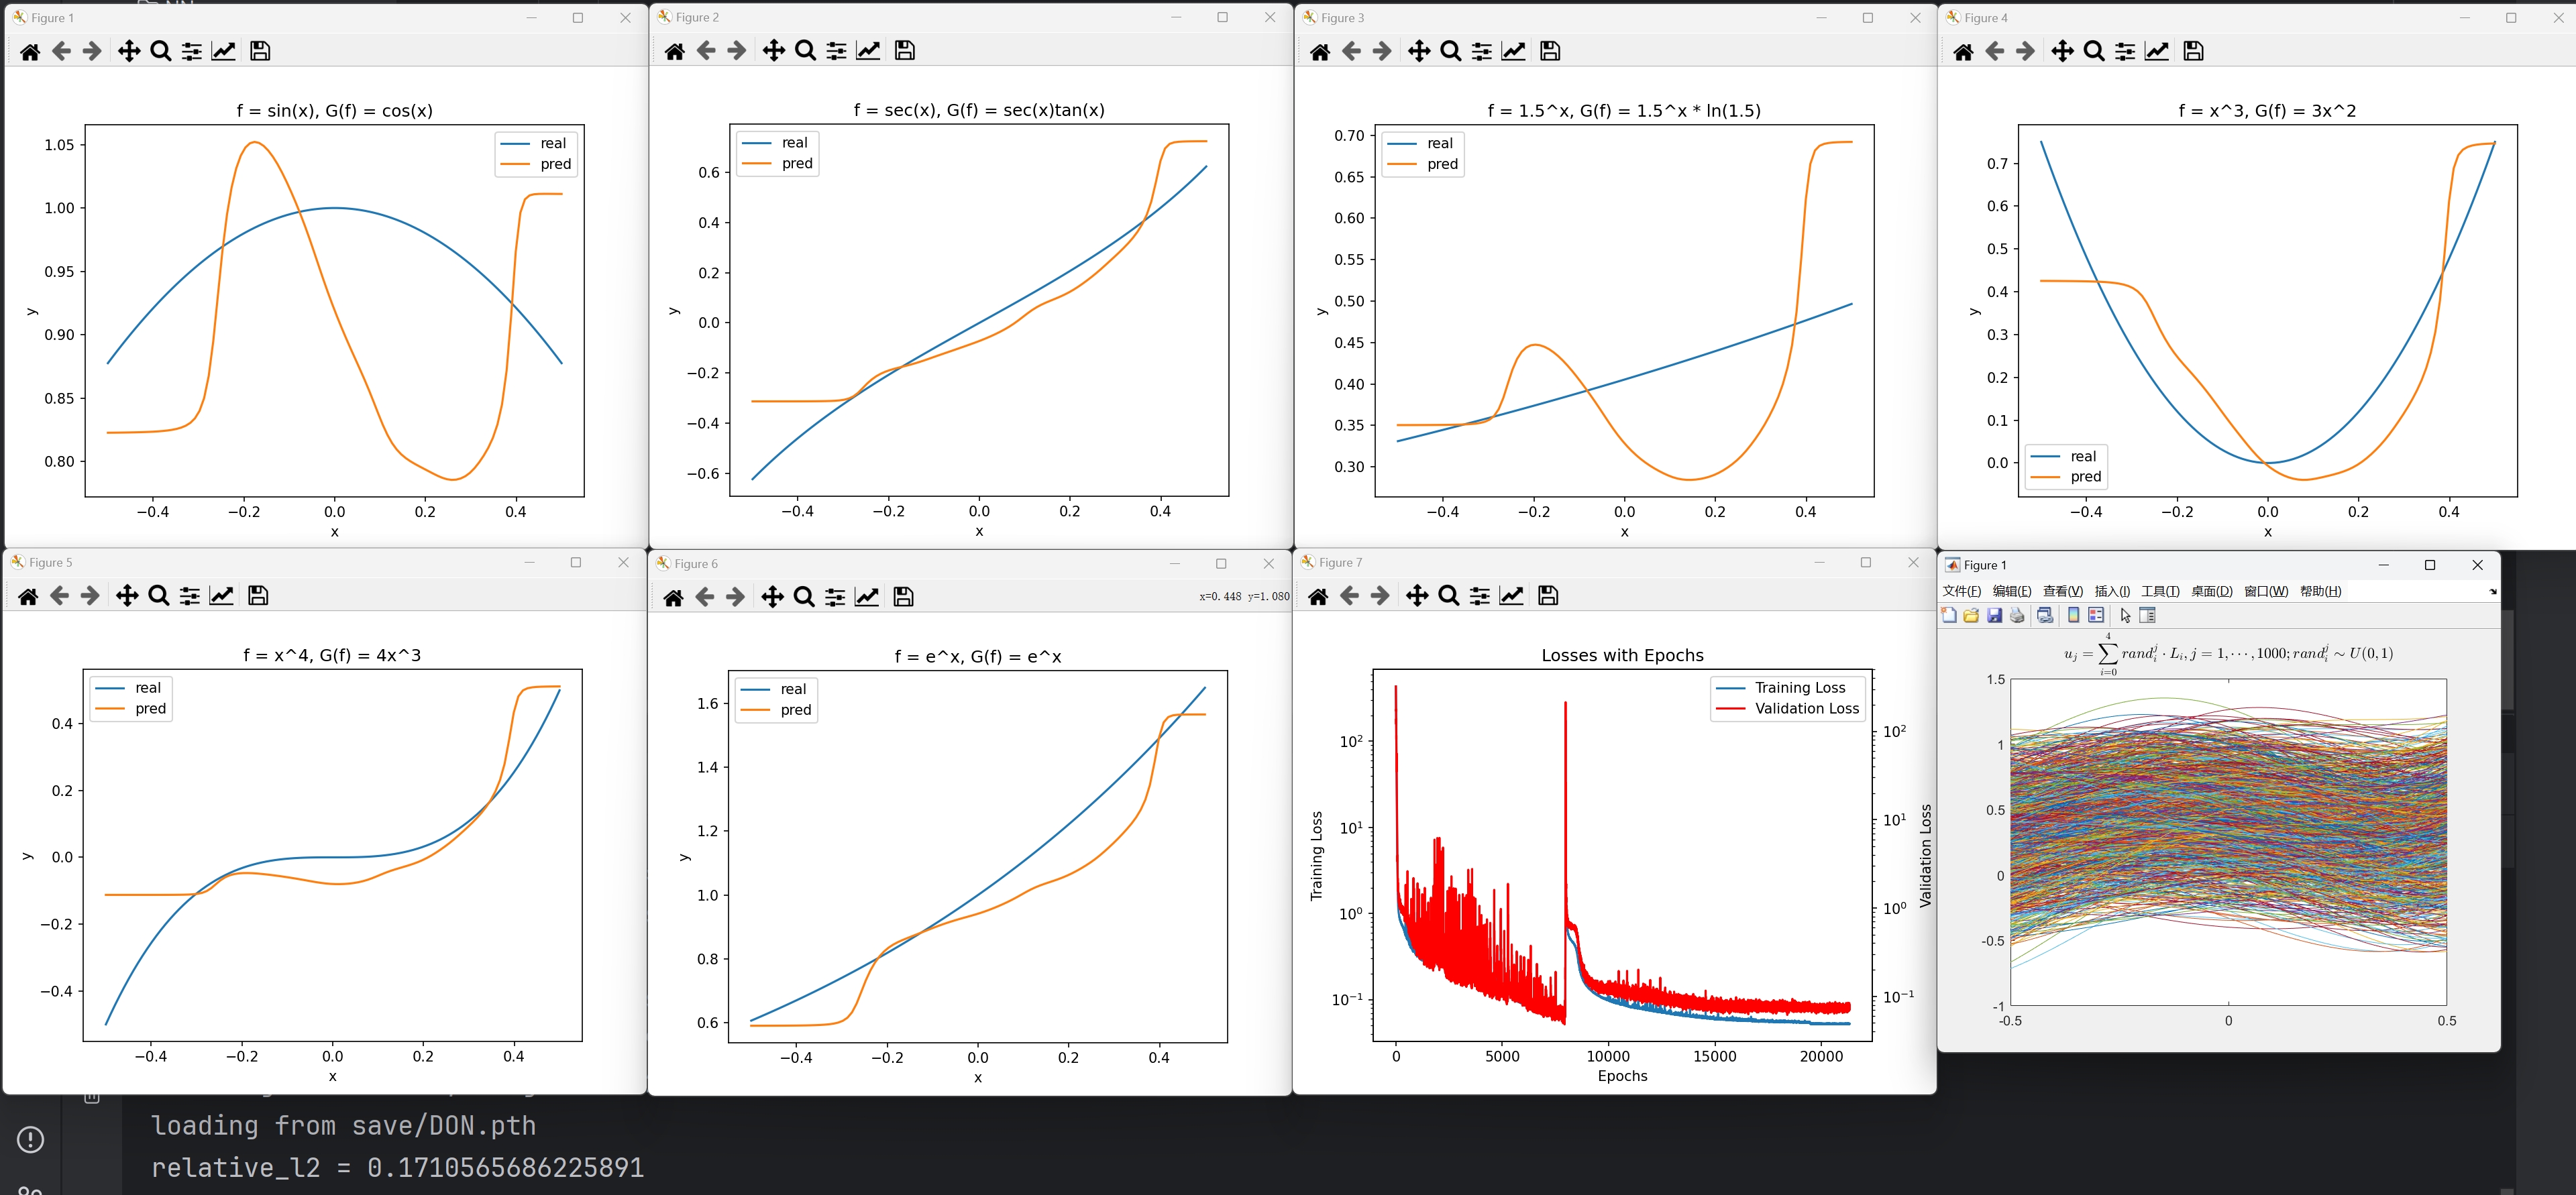 Figure 1
f = sin(x), G(f) = cos(x)
real
pred
1.05
1.00
0.95
0.90
0.85
0.80
y
−0.4
−0.2
0.0
0.2
0.4
x
Figure 2
f = sec(x), G(f) = sec(x)tan(x)
real
pred
0.6
0.4
0.2
0.0
−0.2
−0.4
−0.6
y
−0.4
−0.2
0.0
0.2
0.4
x
Figure 3
f = 1.5^x, G(f) = 1.5^x * ln(1.5)
real
pred
0.70
0.65
0.60
0.55
0.50
0.45
0.40
0.35
0.30
y
−0.4
−0.2
0.0
0.2
0.4
x
Figure 4
f = x^3, G(f) = 3x^2
real
pred
0.7
0.6
0.5
0.4
0.3
0.2
0.1
0.0
y
−0.4
−0.2
0.0
0.2
0.4
x
Figure 5
f = x^4, G(f) = 4x^3
real
pred
0.4
0.2
0.0
−0.2
−0.4
y
−0.4
−0.2
0.0
0.2
0.4
x
Figure 6
x=0.448 y=1.080
f = e^x, G(f) = e^x
real
pred
1.6
1.4
1.2
1.0
0.8
0.6
y
−0.4
−0.2
0.0
0.2
0.4
x
Figure 7
Losses with Epochs
Training Loss
Validation Loss
10²
10¹
10⁰
10⁻¹
Training Loss
10²
10¹
10⁰
10⁻¹
Validation Loss
0
5000
10000
15000
20000
Epochs
Figure 1
文件(F) 编辑(E) 查看(V) 插入(I) 工具(T) 桌面(D) 窗口(W) 帮助(H)
u_j = \sum_{i=0}^{4} rand_i^j · L_i, j = 1, ··· , 1000; rand_i^j ∼ U(0, 1)
1.5
1
0.5
0
-0.5
-1
-0.5
0
0.5
loading from save/DON.pth
relative_l2 = 0.1710565686225891